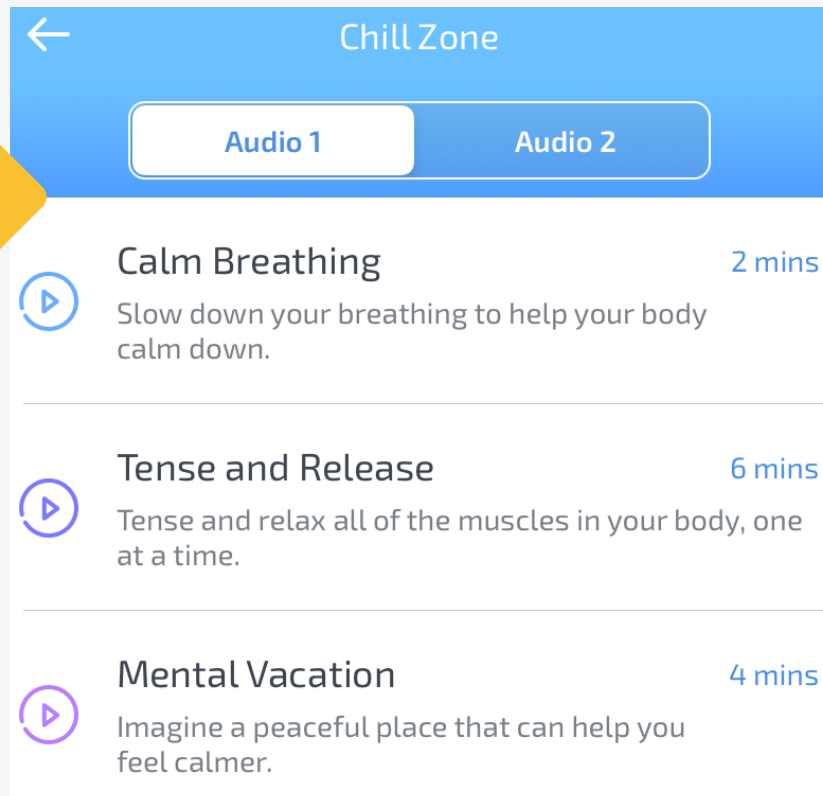 Chill Zone
Audio 1
Audio 2
Calm Breathing
2 mins
Slow down your breathing to help your body
calm down.
Tense and Release
6 mins
Tense and relax all of the muscles in your body, one
at a time.
Mental Vacation
4 mins
Imagine a peaceful place that can help you
feel calmer.